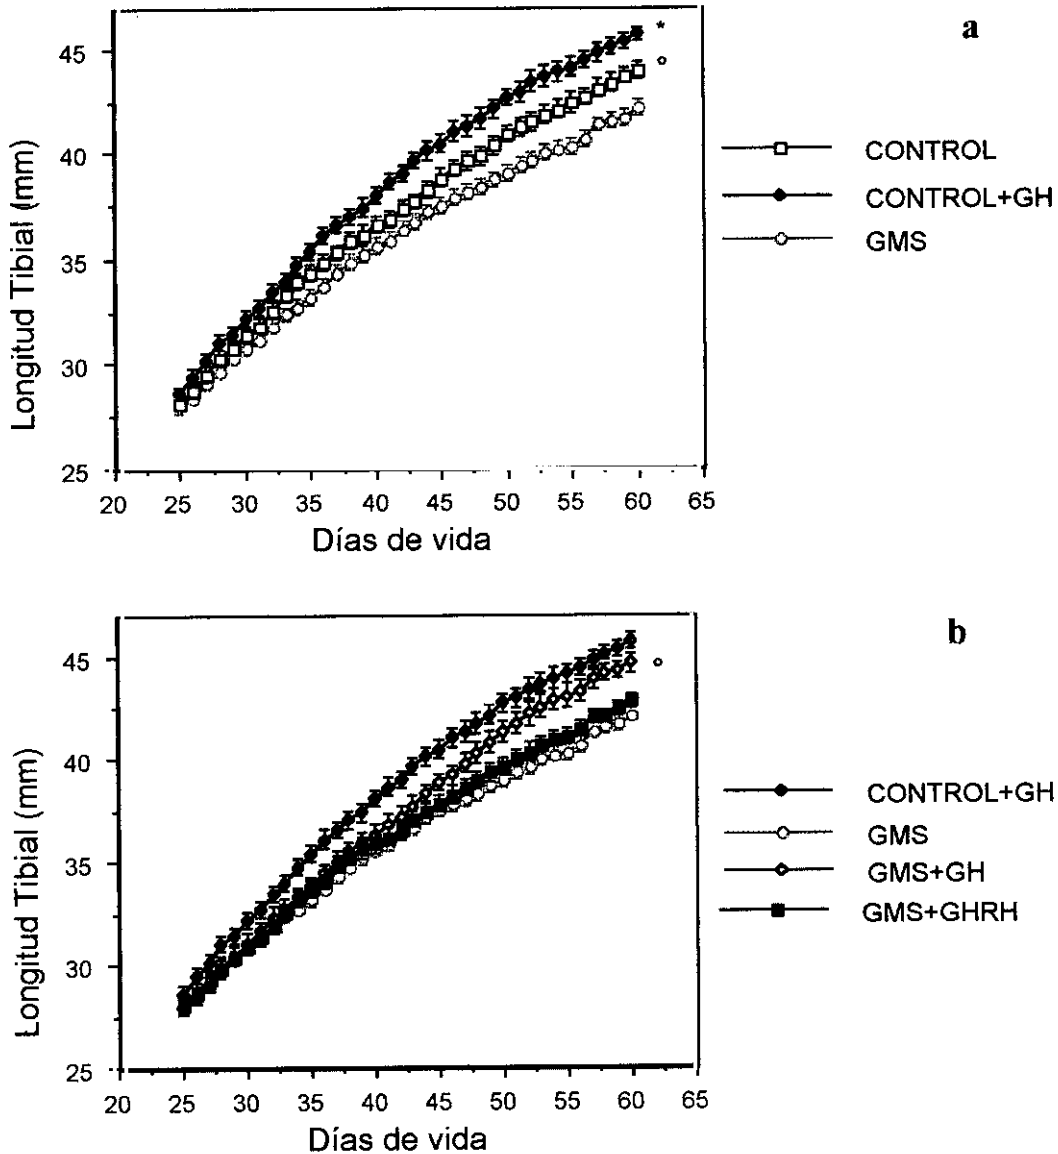 a
45
40
35
30
25
Longitud Tibial (mm)
20 25 30 35 40 45 50 55 60 65
Días de vida
*
°
CONTROL
CONTROL+GH
GMS
b
45
40
35
30
25
Longitud Tibial (mm)
20 25 30 35 40 45 50 55 60 65
Días de vida
°
CONTROL+GH
GMS
GMS+GH
GMS+GHRH